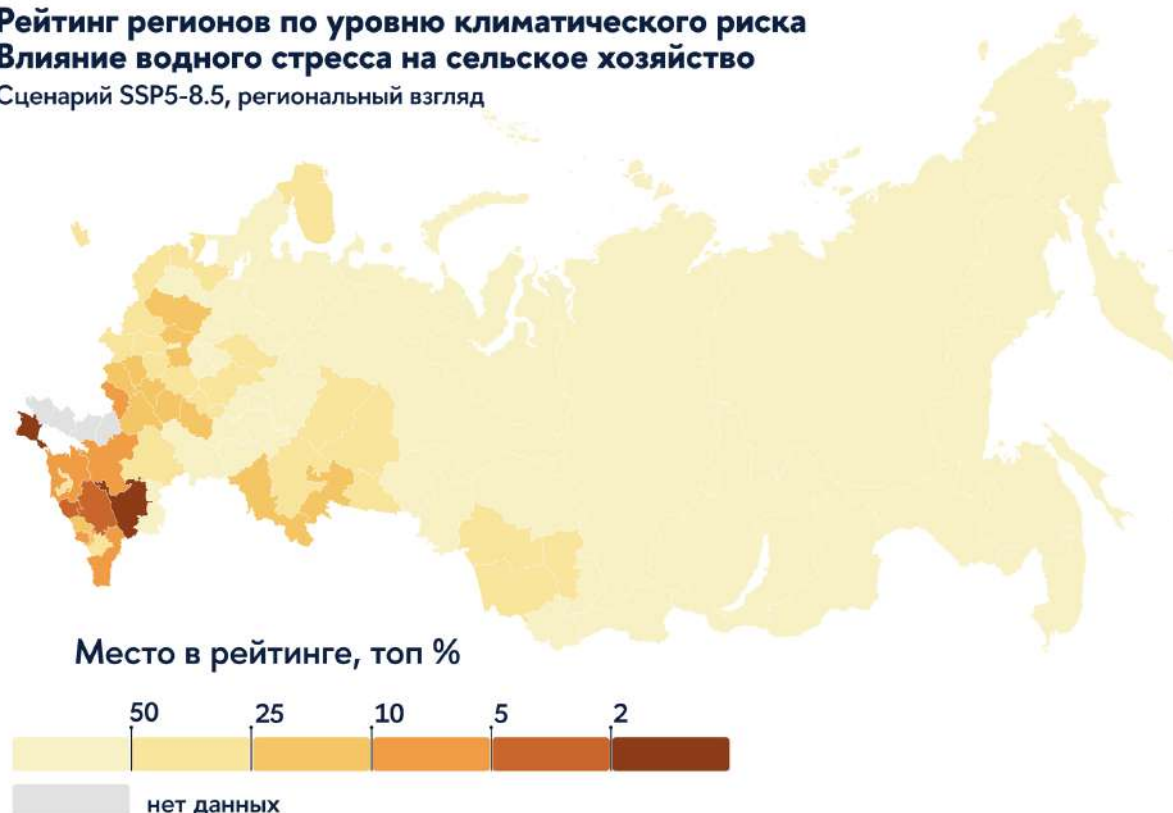 Рейтинг регионов по уровню климатического риска
Влияние водного стресса на сельское хозяйство
Сценарий SSP5-8.5, региональный взгляд
Место в рейтинге, топ %
50 25 10 5 2
нет данных